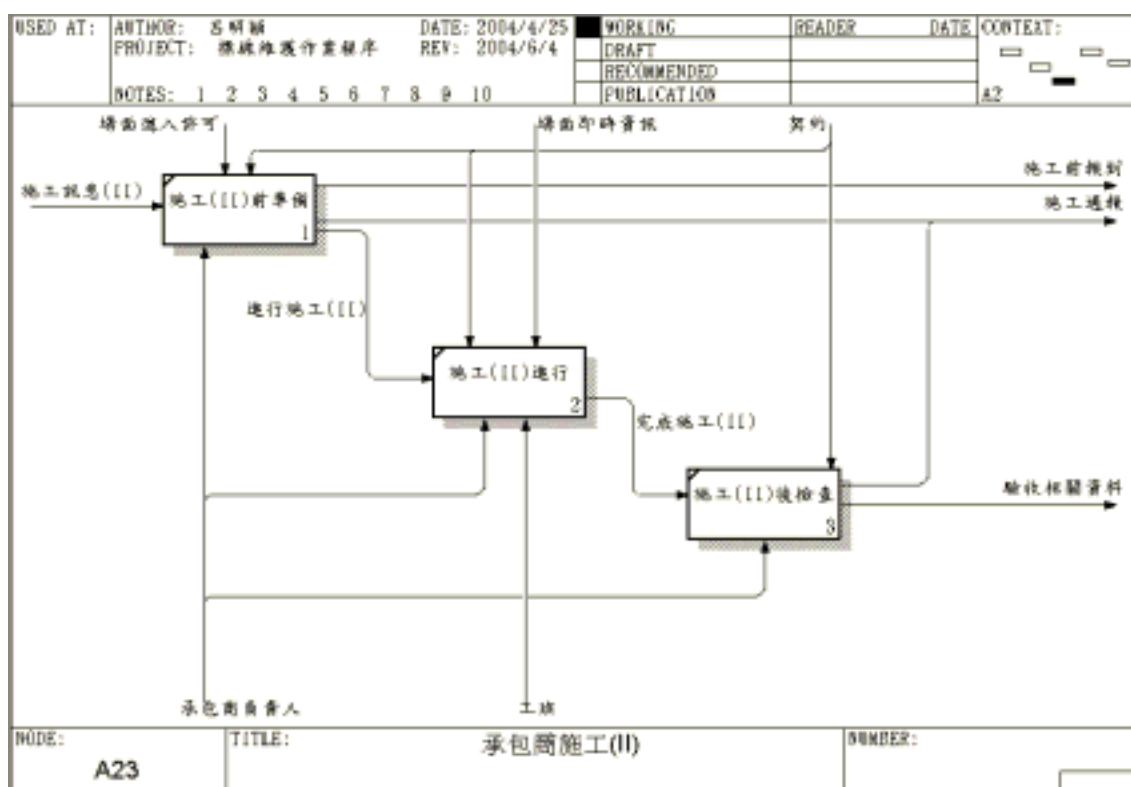 USED AT:
AUTHOR: 呂明穎
DATE: 2004/4/25
PROJECT: 標線維護作業程序
REV: 2004/6/4
NOTES: 1 2 3 4 5 6 7 8 9 10
WORKING
DRAFT
RECOMMENDED
PUBLICATION
READER
DATE
CONTEXT:
A2
場面進入許可
場面即時資訊
契約
施工訊息(II)
施工(II)前準備
1
施工前報到
施工通報
進行施工(II)
施工(II)進行
2
完成施工(II)
施工(II)後檢查
3
驗收相關資料
承包商負責人
工班
NODE:
A23
TITLE:
承包商施工(II)
NUMBER: